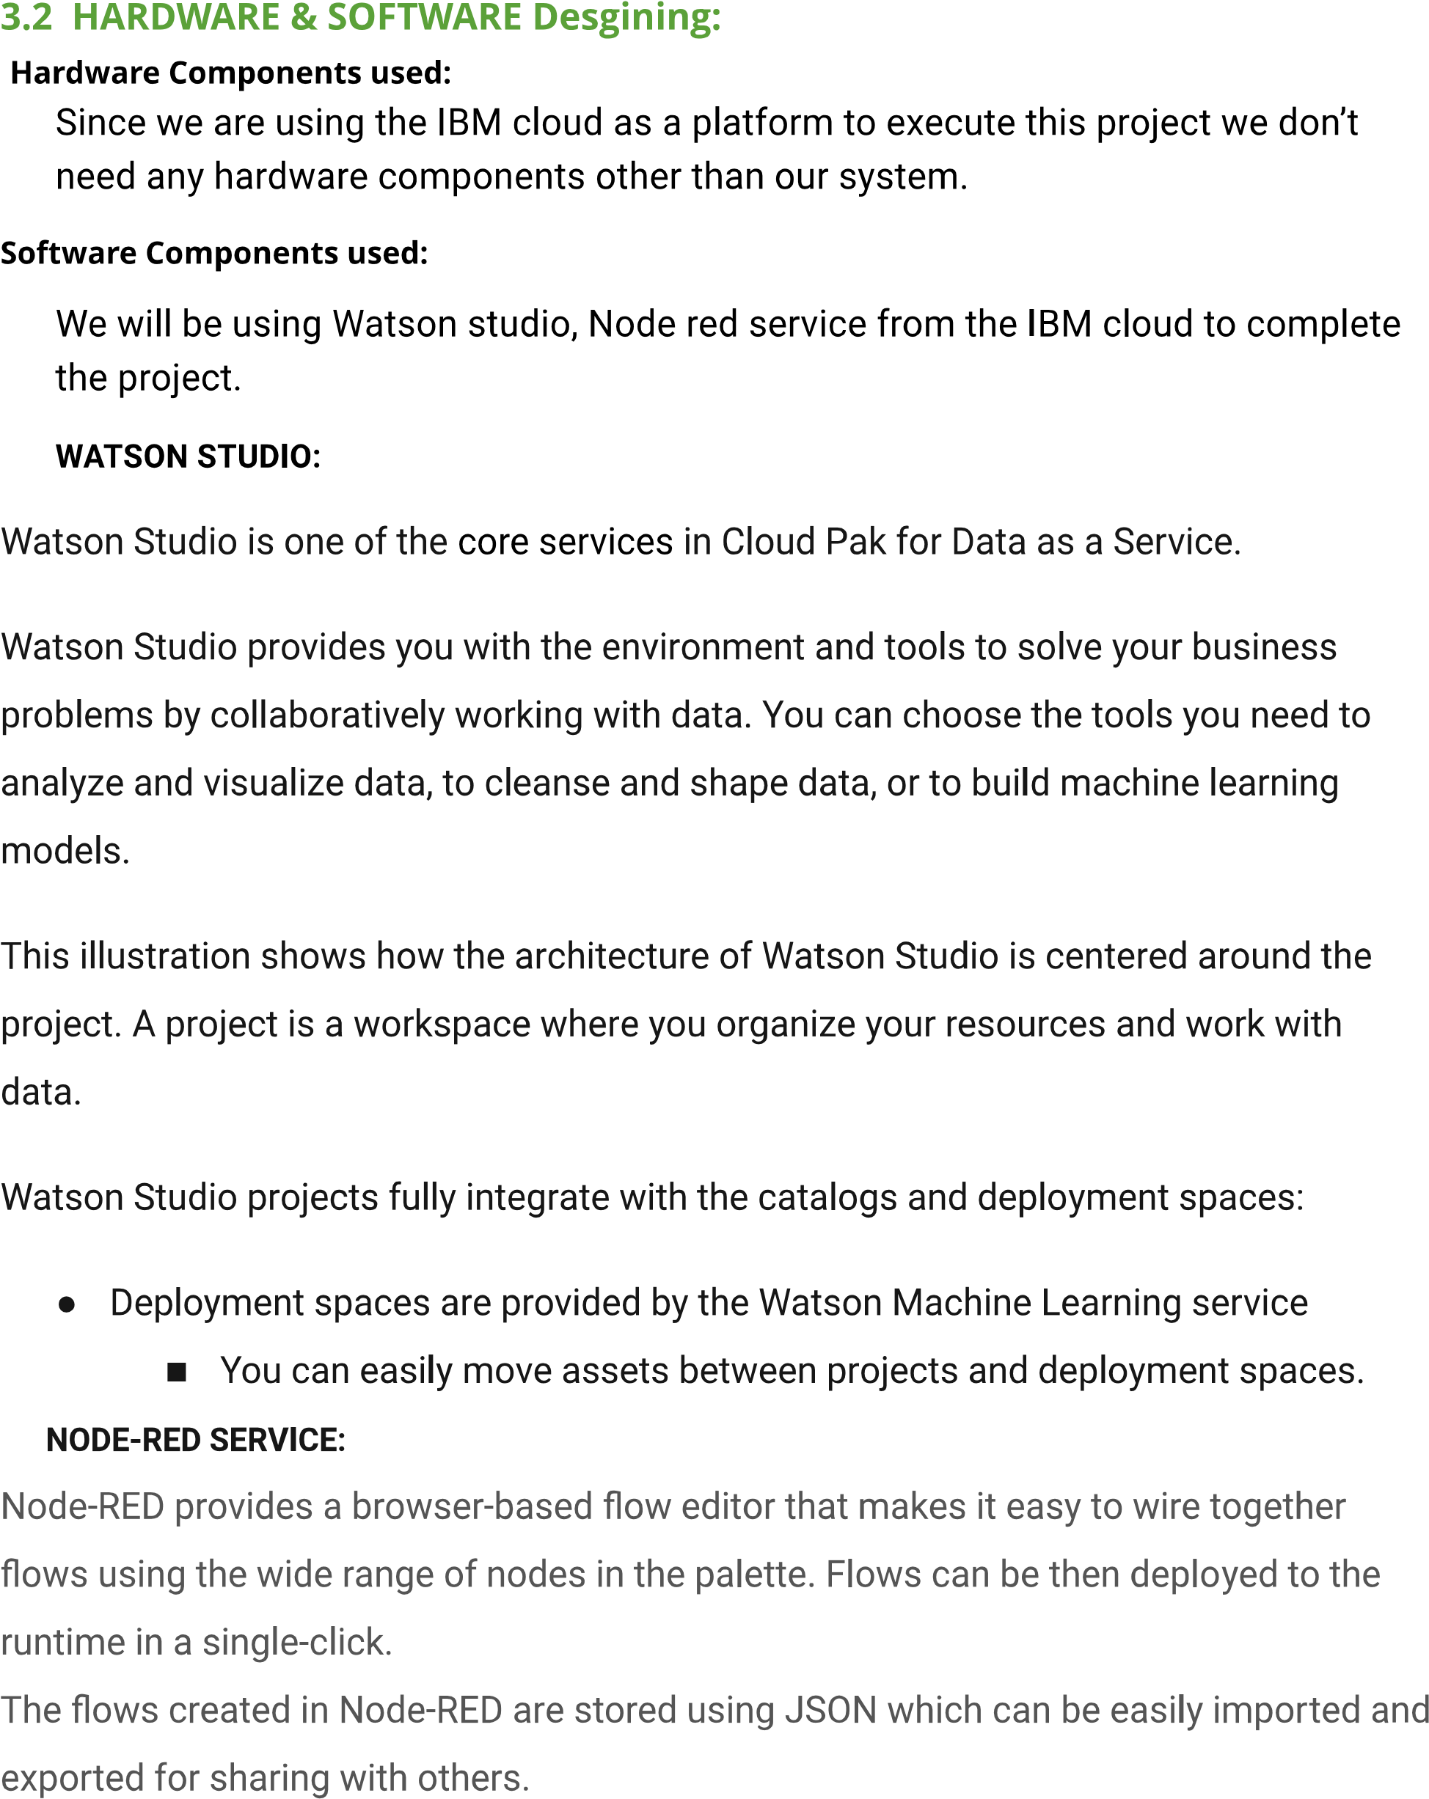 3.2 HARDWARE & SOFTWARE Desgining:
Hardware Components used:
Since we are using the IBM cloud as a platform to execute this project we don’t
need any hardware components other than our system.
Software Components used:
We will be using Watson studio, Node red service from the IBM cloud to complete
the project.
WATSON STUDIO:
Watson Studio is one of the core services in Cloud Pak for Data as a Service.
Watson Studio provides you with the environment and tools to solve your business
problems by collaboratively working with data. You can choose the tools you need to
analyze and visualize data, to cleanse and shape data, or to build machine learning
models.
This illustration shows how the architecture of Watson Studio is centered around the
project. A project is a workspace where you organize your resources and work with
data.
Watson Studio projects fully integrate with the catalogs and deployment spaces:
● Deployment spaces are provided by the Watson Machine Learning service
■ You can easily move assets between projects and deployment spaces.
NODE-RED SERVICE:
Node-RED provides a browser-based flow editor that makes it easy to wire together
flows using the wide range of nodes in the palette. Flows can be then deployed to the
runtime in a single-click.
The flows created in Node-RED are stored using JSON which can be easily imported and
exported for sharing with others.